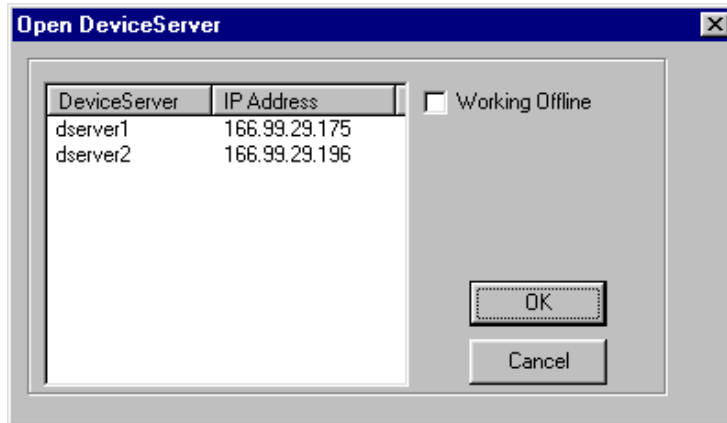 Open DeviceServer
DeviceServer IP Address
Working Offline
dserver1 166.99.29.175
dserver2 166.99.29.196
OK
Cancel